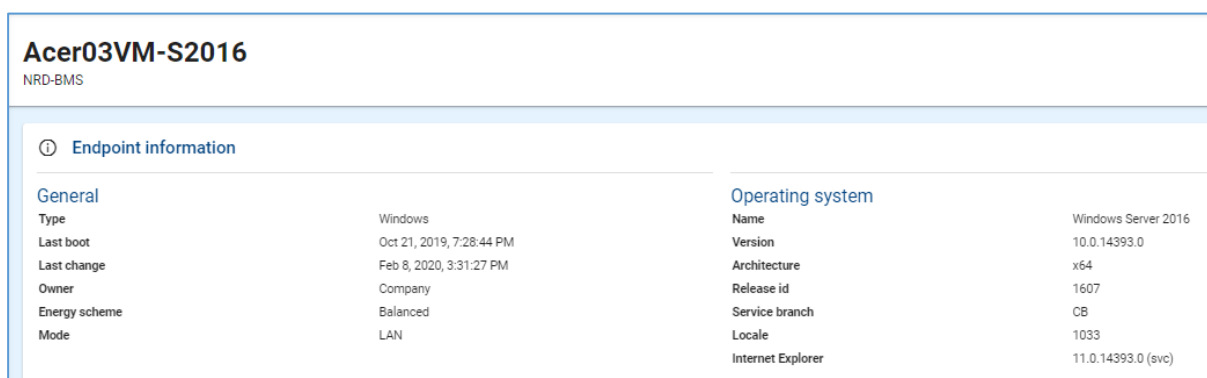 Acer03VM-S2016
NRD-BMS
Endpoint information
General
Type Windows
Last boot Oct 21, 2019, 7:28:44 PM
Last change Feb 8, 2020, 3:31:27 PM
Owner Company
Energy scheme Balanced
Mode LAN
Operating system
Name Windows Server 2016
Version 10.0.14393.0
Architecture x64
Release id 1607
Service branch CB
Locale 1033
Internet Explorer 11.0.14393.0 (svc)